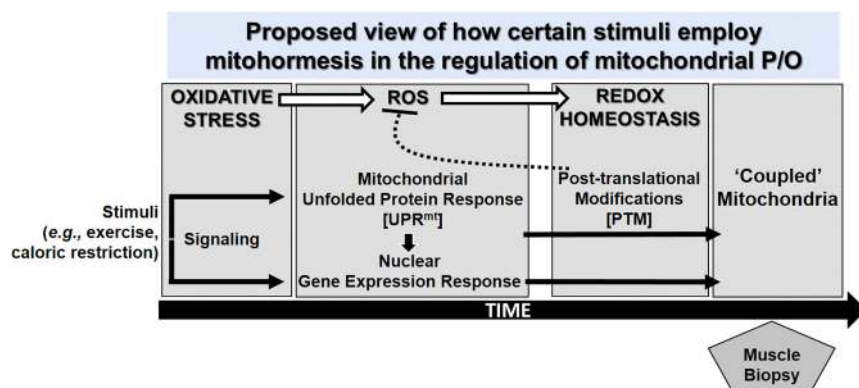 Proposed view of how certain stimuli employ
mitohormesis in the regulation of mitochondrial P/O
OXIDATIVE
STRESS
ROS
REDOX
HOMEOSTASIS
Stimuli
(e.g., exercise,
caloric restriction)
Signaling
Mitochondrial
Unfolded Protein Response
[UPRᵐᵗ]
Nuclear
Gene Expression Response
Post-translational
Modifications
[PTM]
‘Coupled’
Mitochondria
TIME
Muscle
Biopsy